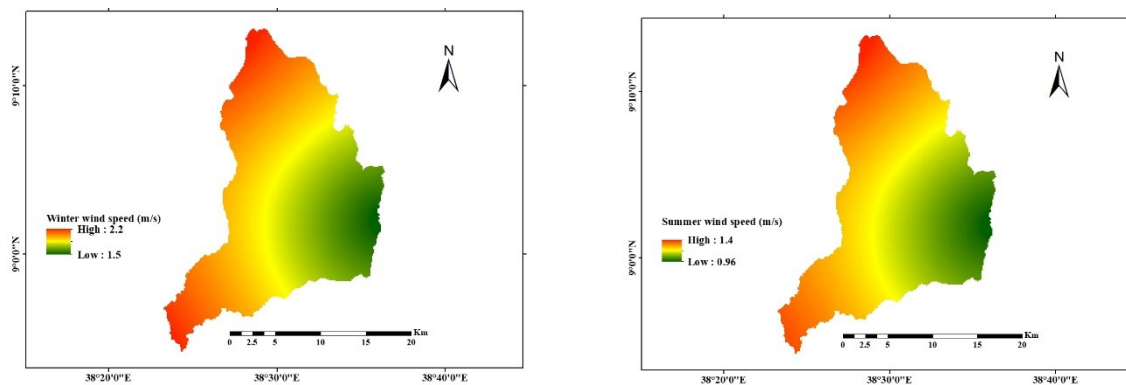 N
9°10'0"N
Winter wind speed (m/s)
High : 2.2
Low : 1.5
9°0'0"N
Km
0 2.5 5 10 15 20
38°20'0"E 38°30'0"E 38°40'0"E
N
9°10'0"N
Summer wind speed (m/s)
High : 1.4
Low : 0.96
9°0'0"N
Km
0 2.5 5 10 15 20
38°20'0"E 38°30'0"E 38°40'0"E